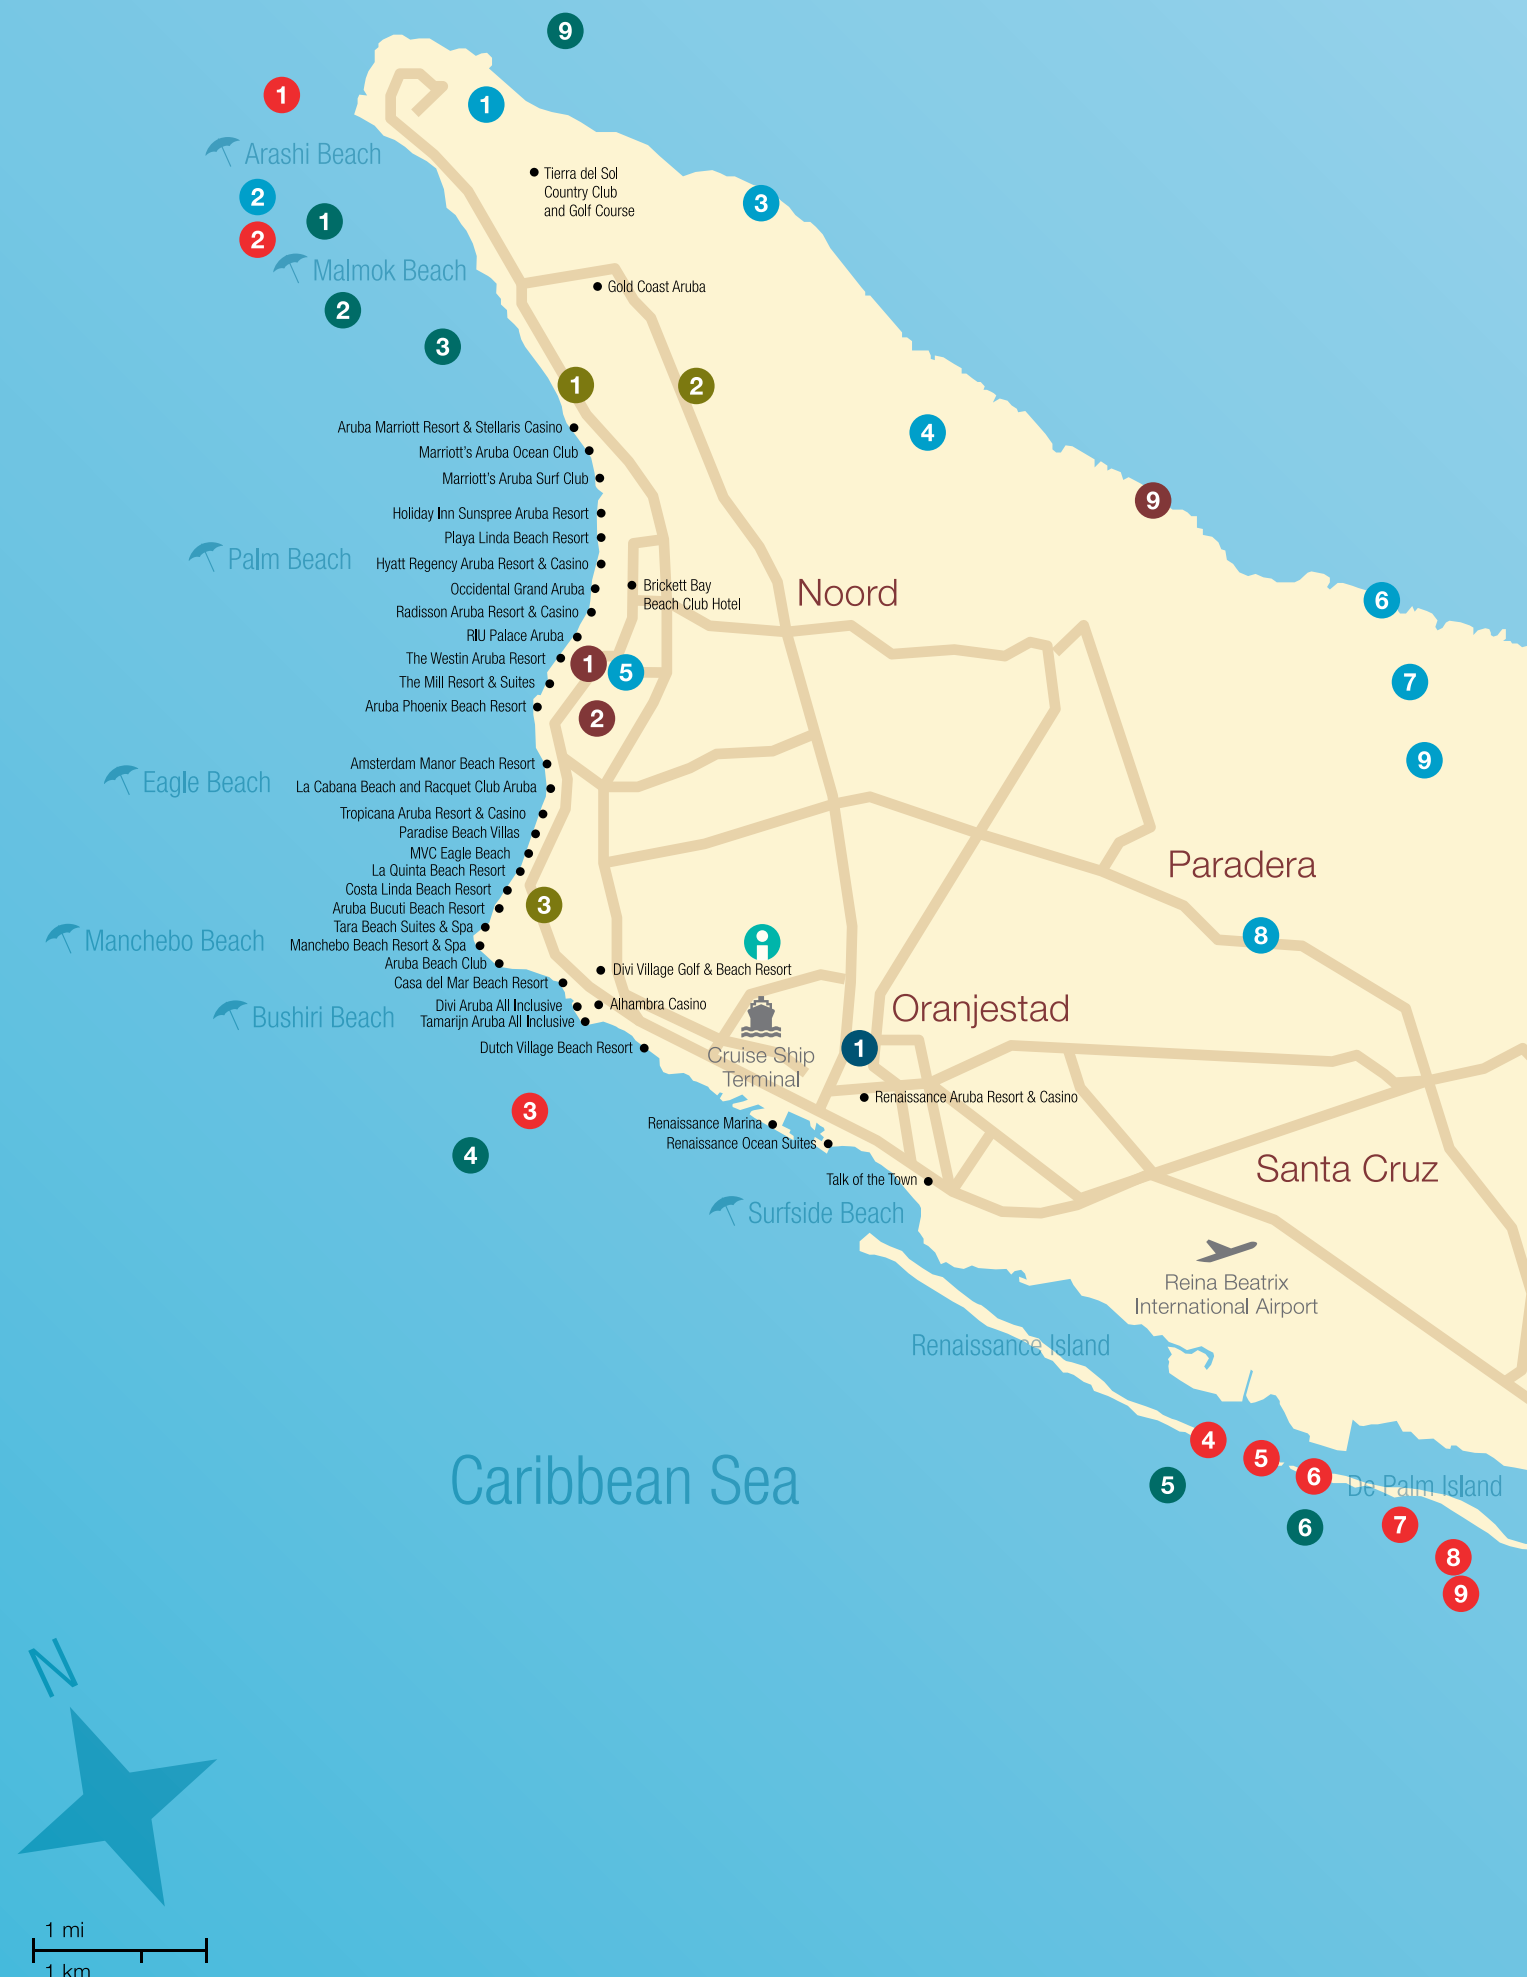 9
1
1
Arashi Beach
Tierra del Sol
Country Club
and Golf Course
2
3
1
2
Malmok Beach
Gold Coast Aruba
2
3
1
2
Aruba Marriott Resort & Stellaris Casino
4
Marriott's Aruba Ocean Club
Marriott's Aruba Surf Club
9
Holiday Inn Sunspree Aruba Resort
Playa Linda Beach Resort
Palm Beach
Hyatt Regency Aruba Resort & Casino
Occidental Grand Aruba
Brickett Bay
Beach Club Hotel
Noord
6
Radisson Aruba Resort & Casino
RIU Palace Aruba
The Westin Aruba Resort
1
5
The Mill Resort & Suites
7
Aruba Phoenix Beach Resort
2
Amsterdam Manor Beach Resort
9
Eagle Beach
La Cabana Beach and Racquet Club Aruba
Tropicana Aruba Resort & Casino
Paradise Beach Villas
MVC Eagle Beach
Paradera
La Quinta Beach Resort
Costa Linda Beach Resort
3
Aruba Bucuti Beach Resort
Tara Beach Suites & Spa
8
Manchebo Beach
Manchebo Beach Resort & Spa
Aruba Beach Club
Divi Village Golf & Beach Resort
Casa del Mar Beach Resort
Divi Aruba All Inclusive
Alhambra Casino
Oranjestad
Bushiri Beach
Tamarijn Aruba All Inclusive
Dutch Village Beach Resort
1
Cruise Ship
Terminal
Renaissance Aruba Resort & Casino
3
Renaissance Marina
Renaissance Ocean Suites
4
Santa Cruz
Talk of the Town
Surfside Beach
Reina Beatrix
International Airport
Renaissance Island
4
5
6
Caribbean Sea
5
De Palm Island
6
7
8
9
N
1 mi
1 km